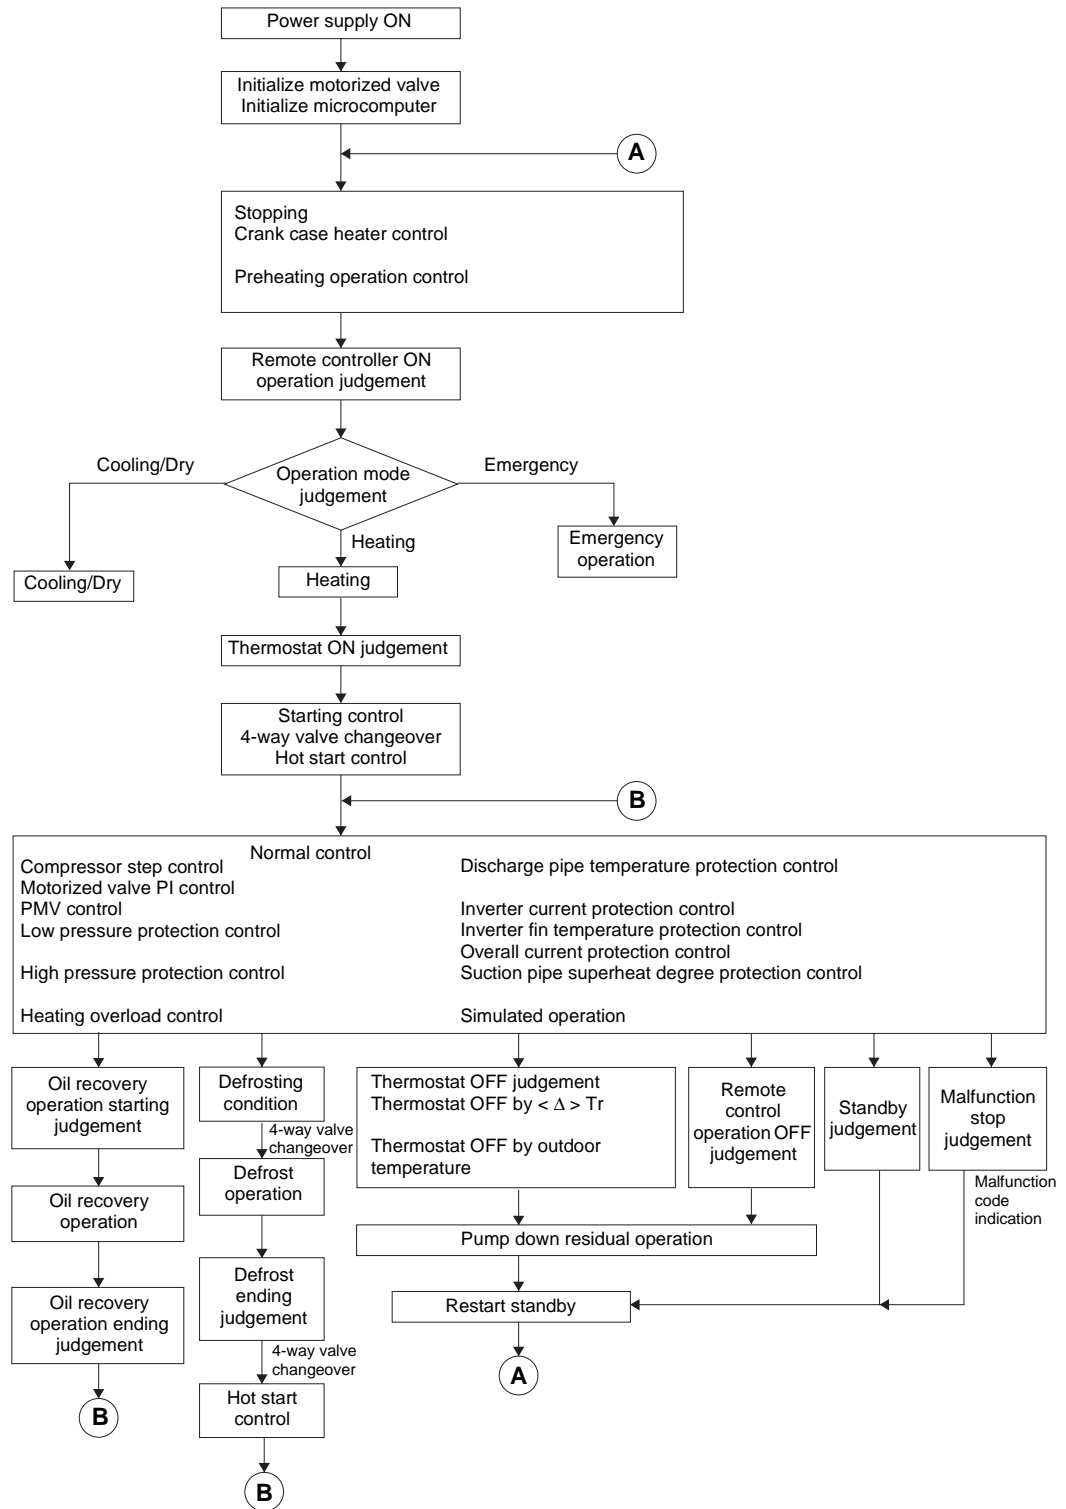 Power supply ON
Initialize motorized valve
Initialize microcomputer
A
Stopping
Crank case heater control
Preheating operation control
Remote controller ON
operation judgement
Cooling/Dry
Operation mode
judgement
Emergency
Heating
Emergency
operation
Cooling/Dry
Heating
Thermostat ON judgement
Starting control
4-way valve changeover
Hot start control
B
Normal control
Compressor step control
Motorized valve PI control
PMV control
Low pressure protection control
High pressure protection control
Heating overload control
Discharge pipe temperature protection control
Inverter current protection control
Inverter fin temperature protection control
Overall current protection control
Suction pipe superheat degree protection control
Simulated operation
Oil recovery
operation starting
judgement
Oil recovery
operation
Oil recovery
operation ending
judgement
B
Defrosting
condition
4-way valve
changeover
Defrost
operation
Defrost
ending
judgement
4-way valve
changeover
Hot start
control
B
Thermostat OFF judgement
Thermostat OFF by < Δ > Tr
Thermostat OFF by outdoor
temperature
Remote
control
operation OFF
judgement
Standby
judgement
Malfunction
stop
judgement
Malfunction
code
indication
Pump down residual operation
Restart standby
A